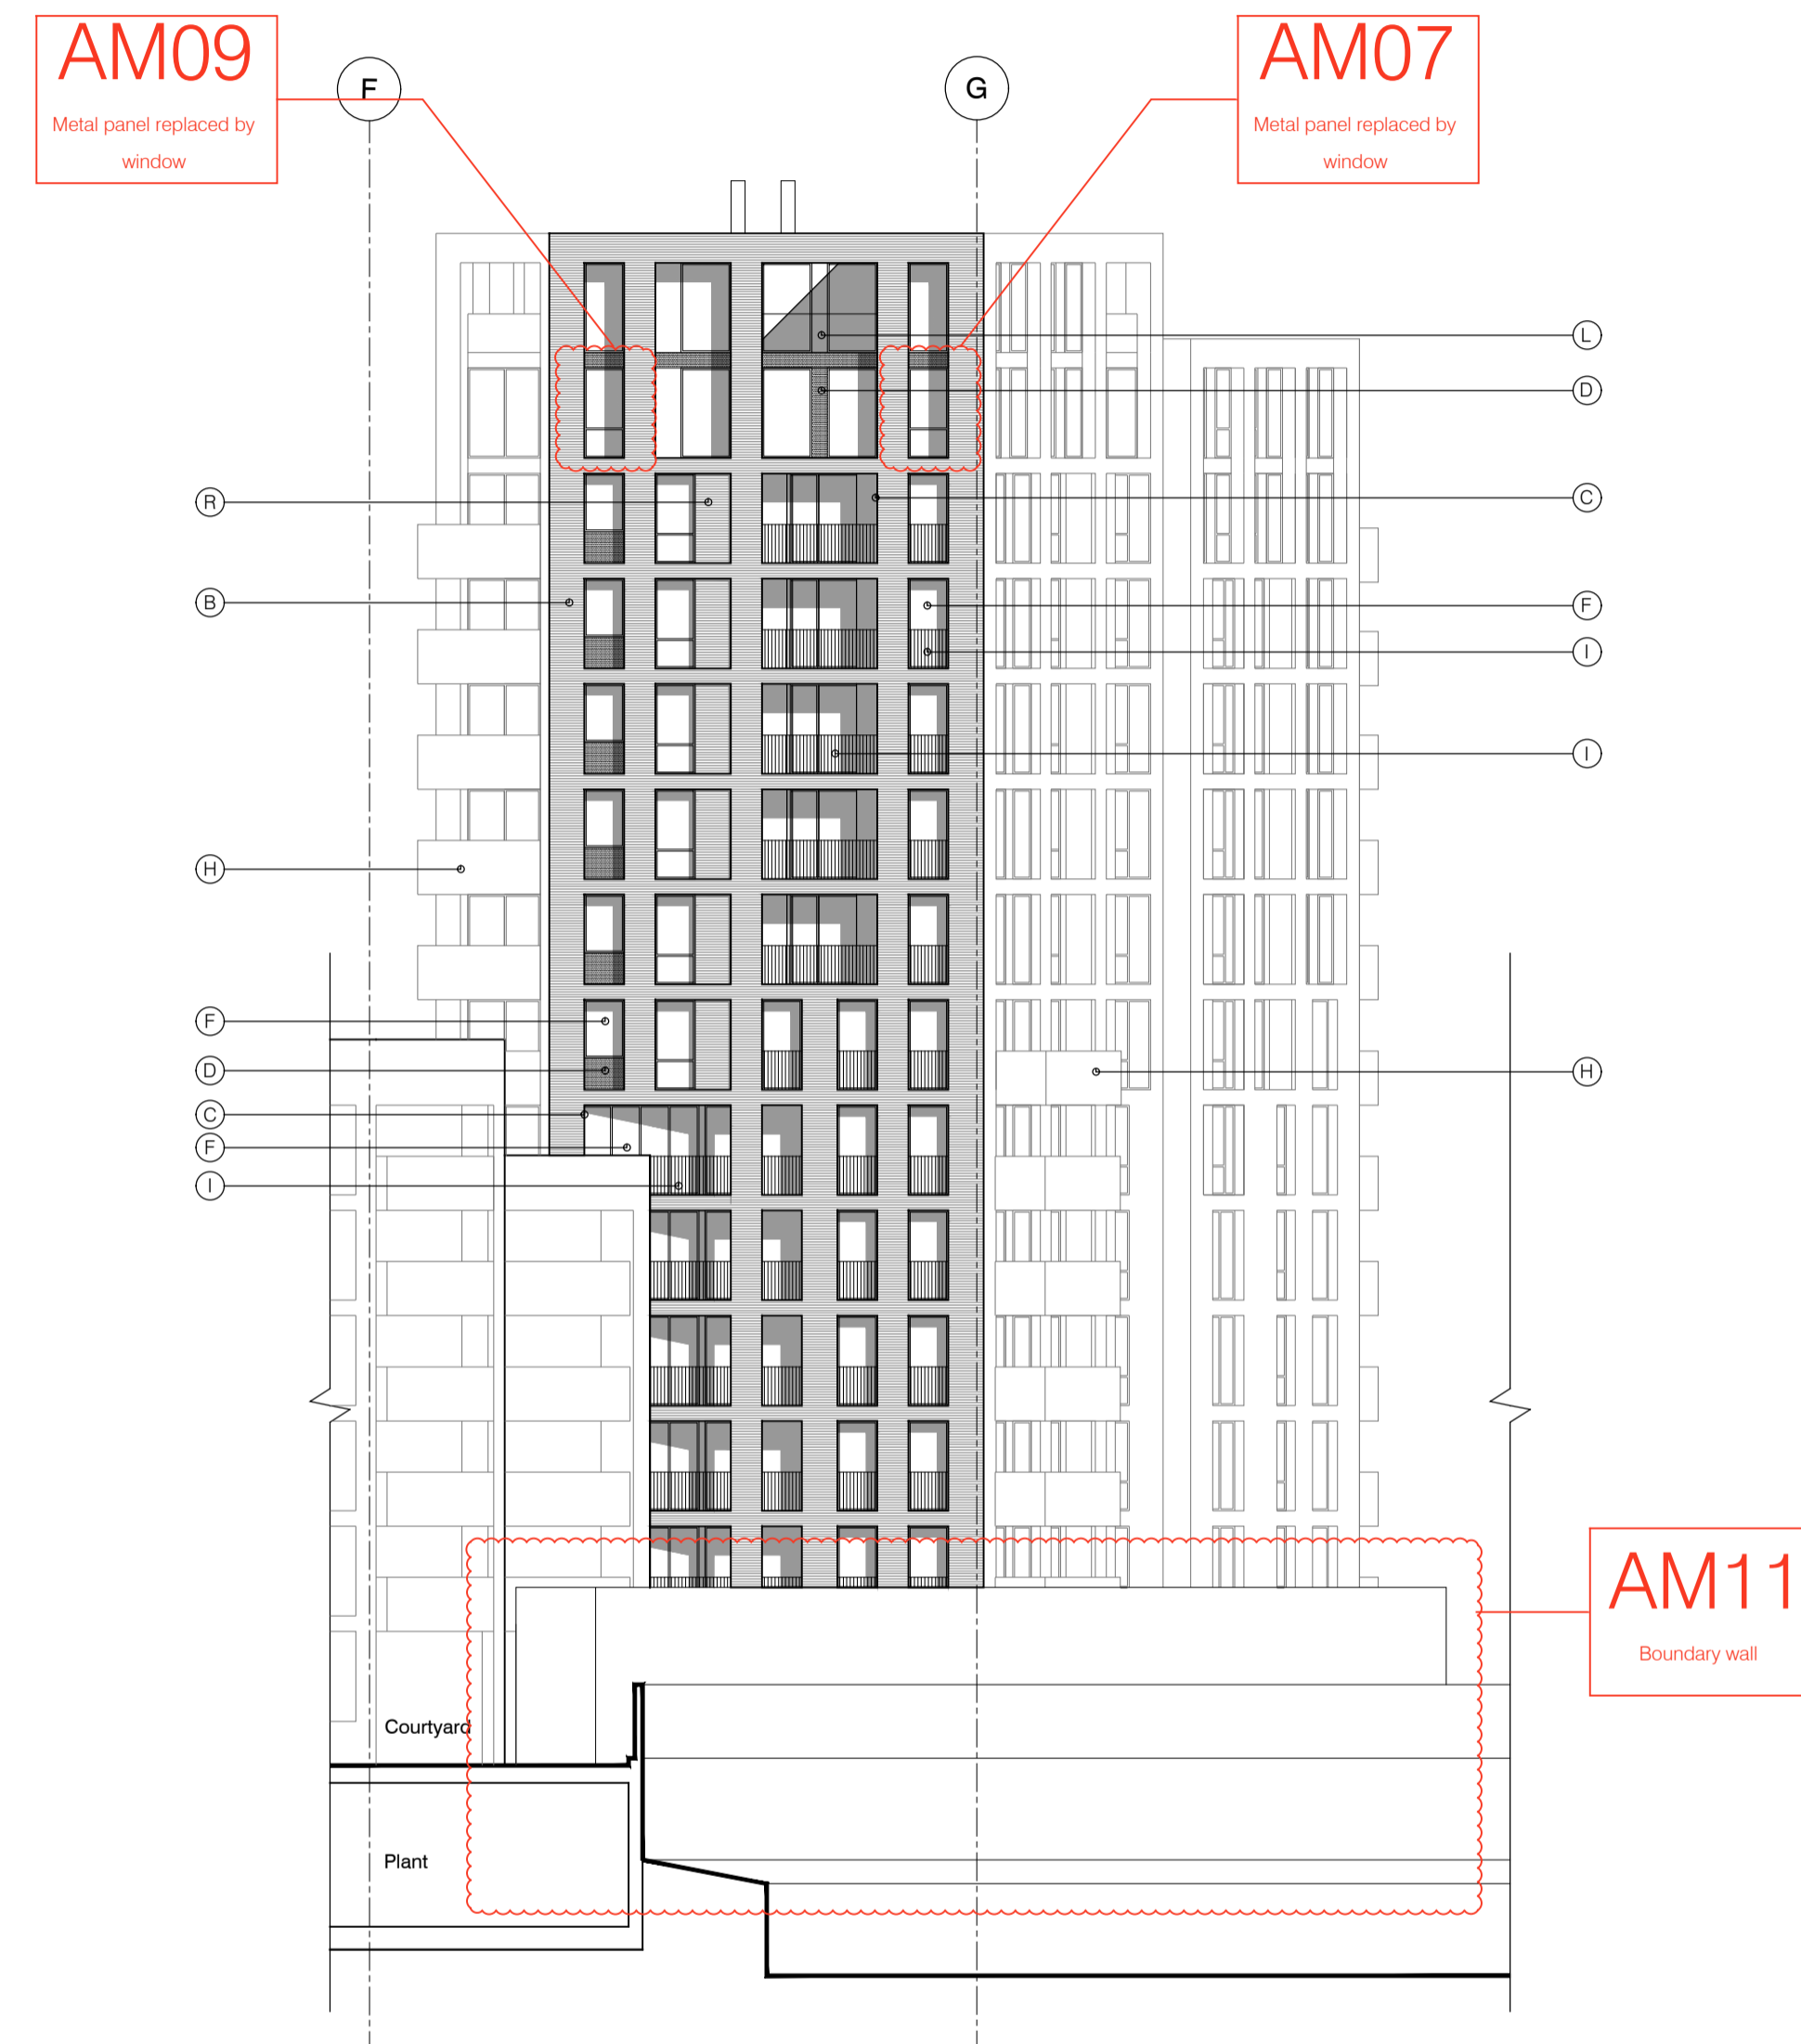 AM09
Metal panel replaced by
window
F
G
AM07
Metal panel replaced by
window
L
D
R
C
B
F
I
I
H
F
D
H
C
F
I
AM11
Boundary wall
Courtyard
Plant